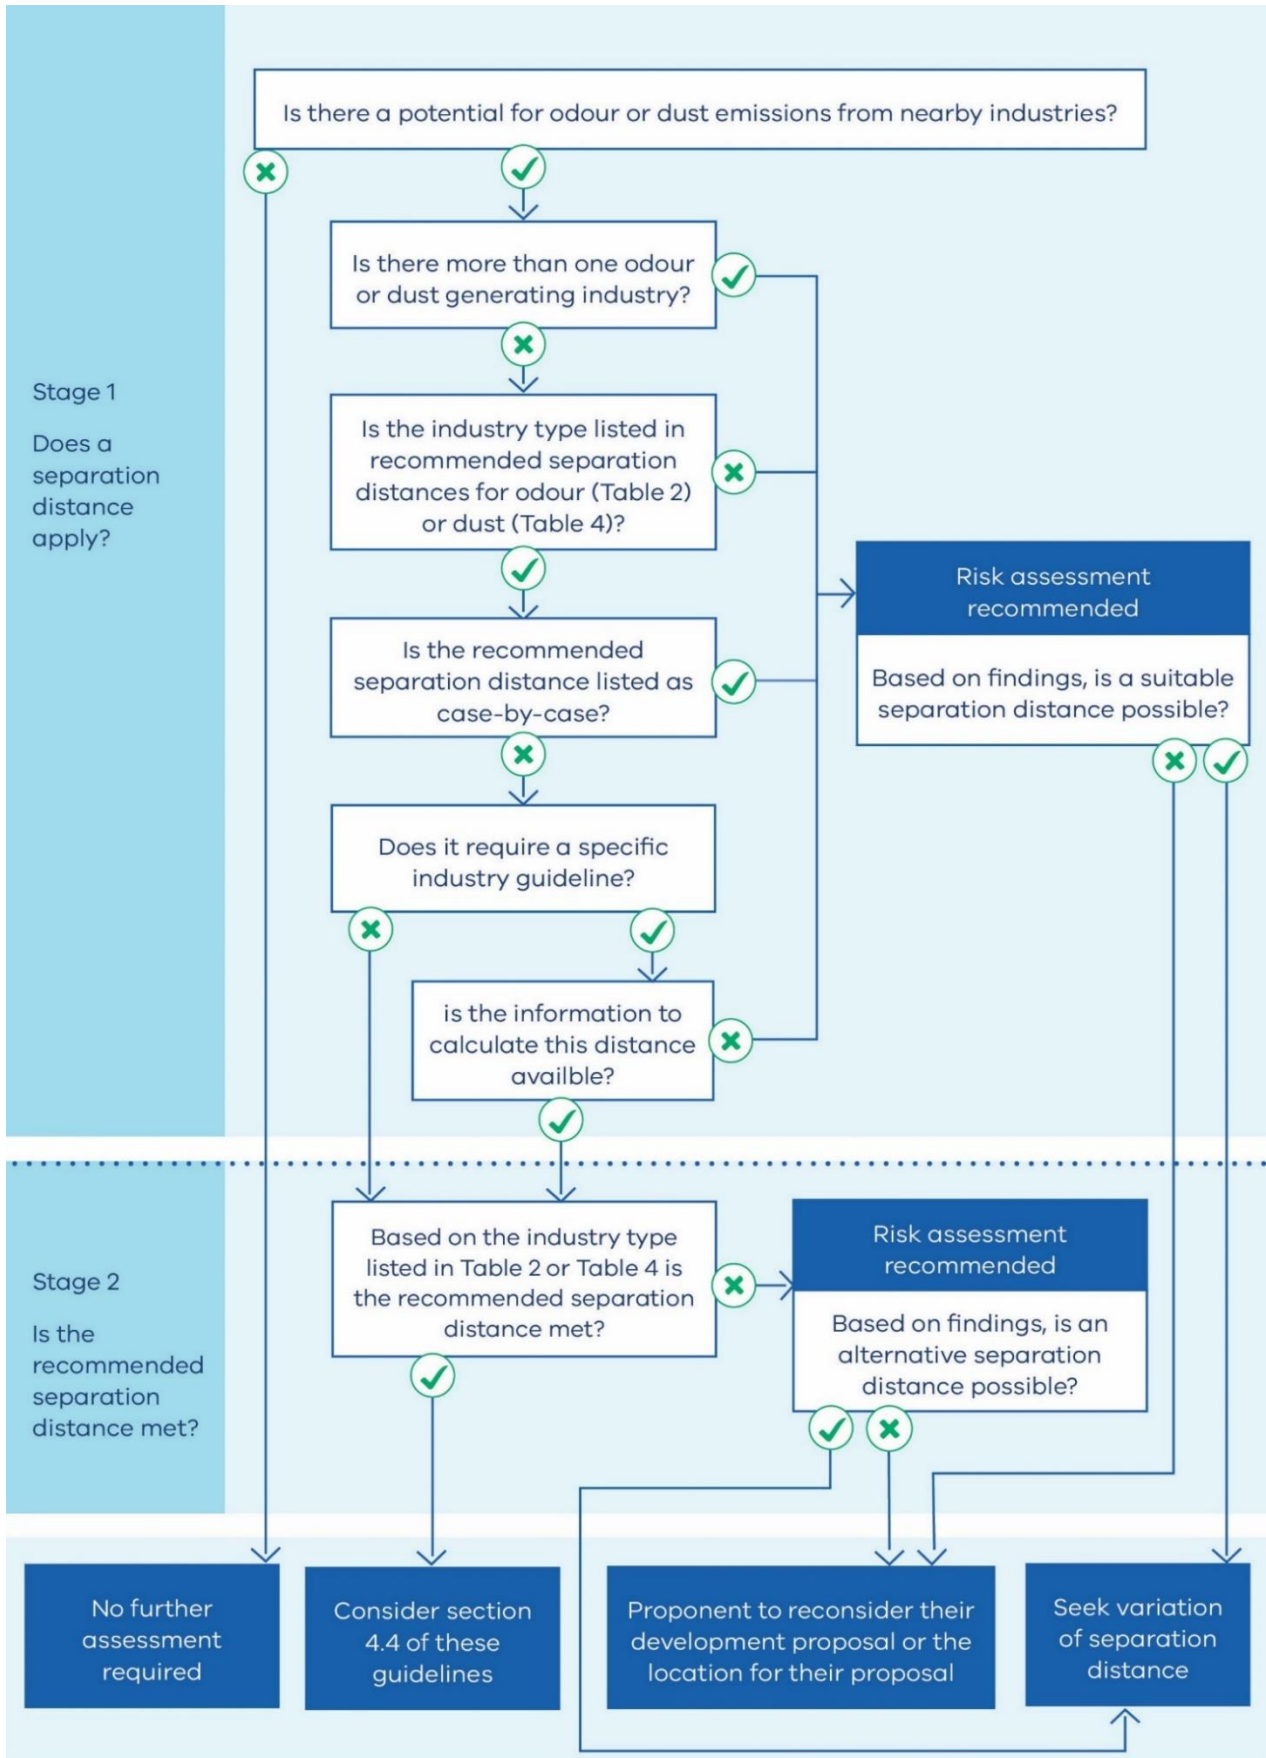 Is there a potential for odour or dust emissions from nearby industries?
Is there more than one odour
or dust generating industry?
Stage 1
Does a
separation
distance
apply?
Is the industry type listed in
recommended separation
distances for odour (Table 2)
or dust (Table 4)?
Risk assessment
recommended
Based on findings, is a suitable
separation distance possible?
Is the recommended
separation distance listed as
case-by-case?
Does it require a specific
industry guideline?
is the information to
calculate this distance
availble?
Stage 2
Is the
recommended
separation
distance met?
Based on the industry type
listed in Table 2 or Table 4 is
the recommended separation
distance met?
Risk assessment
recommended
Based on findings, is an
alternative separation
distance possible?
No further
assessment
required
Consider section
4.4 of these
guidelines
Proponent to reconsider their
development proposal or the
location for their proposal
Seek variation
of separation
distance